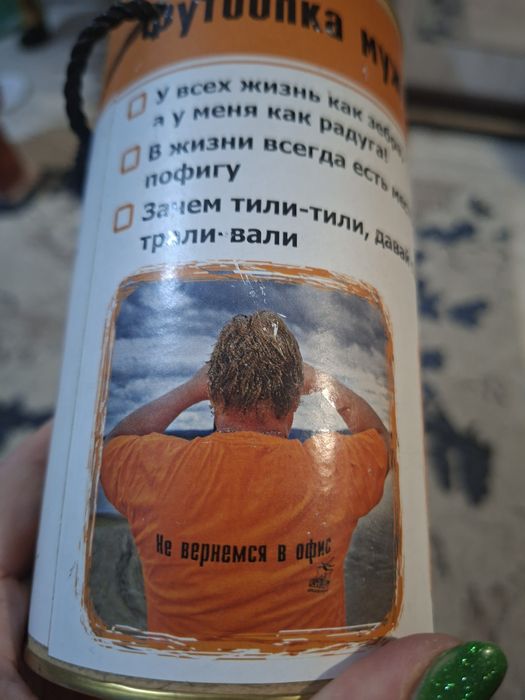 футболка муж
У всех жизнь как зебра,
а у меня как радуга!
В жизни всегда есть мес
пофигу
Зачем тили-тили, давай
трали-вали
Не вернемся в офис